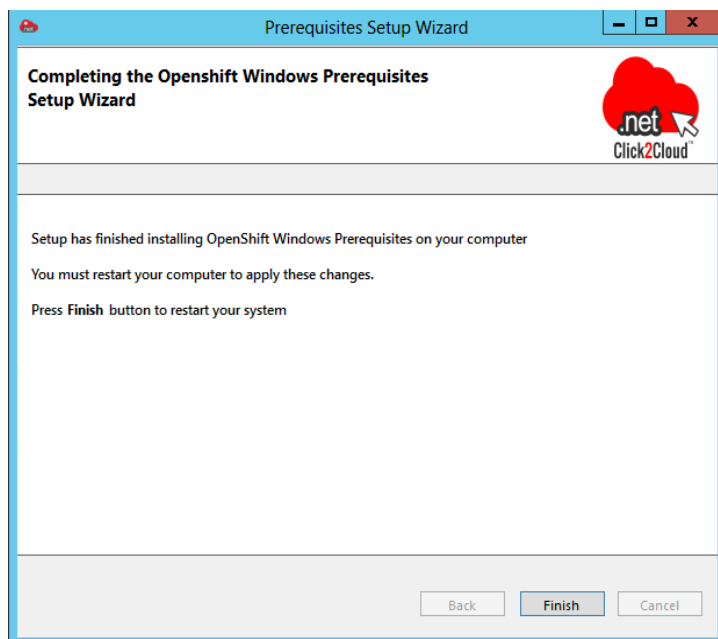 Prerequisites Setup Wizard
Completing the Openshift Windows Prerequisites
Setup Wizard
.net
Click2Cloud™
Setup has finished installing OpenShift Windows Prerequisites on your computer
You must restart your computer to apply these changes.
Press Finish button to restart your system
Back Finish Cancel